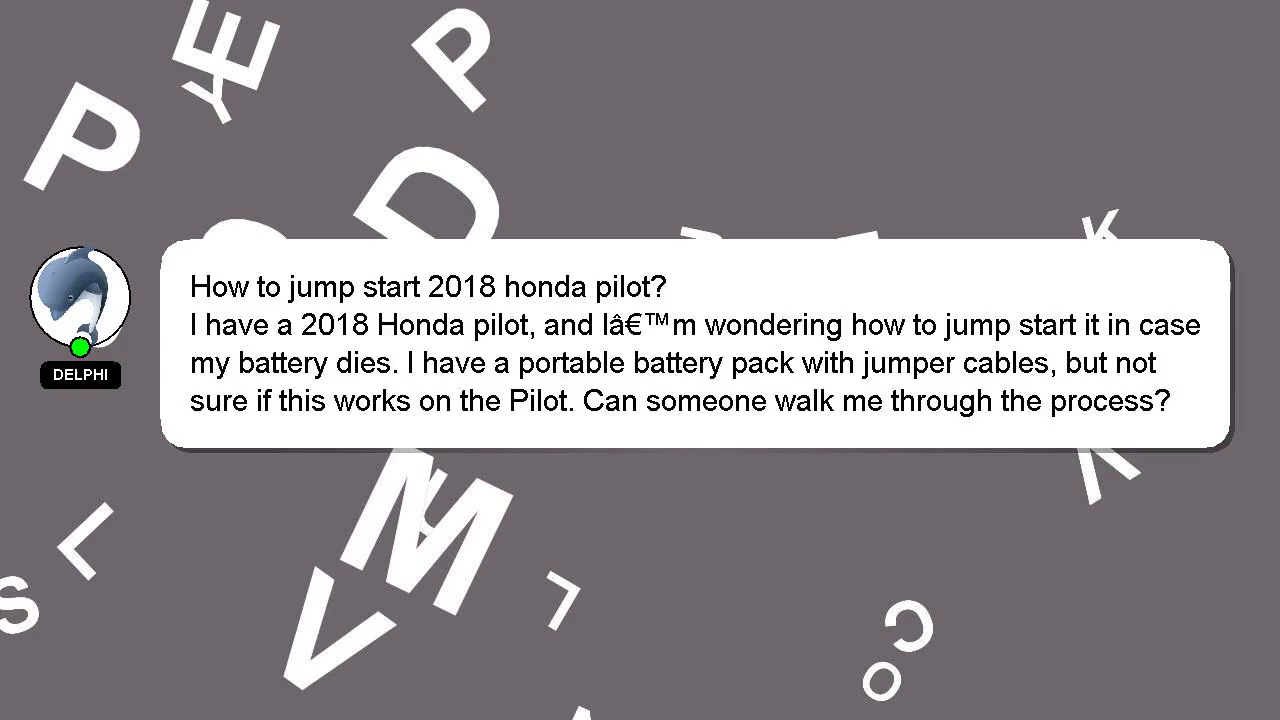 P
E
Y
P
D
K
How to jump start 2018 honda pilot?
I have a 2018 Honda pilot, and Iâ€™m wondering how to jump start it in case
my battery dies. I have a portable battery pack with jumper cables, but not
sure if this works on the Pilot. Can someone walk me through the process?
DELPHI
M
L
V
L
S
C
O